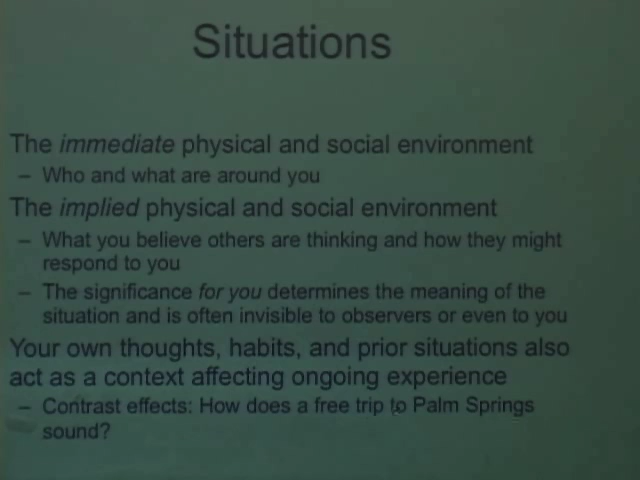 Situations
The immediate physical and social environment
– Who and what are around you
The implied physical and social environment
– What you believe others are thinking and how they might
respond to you
– The significance for you determines the meaning of the
situation and is often invisible to observers or even to you
Your own thoughts, habits, and prior situations also
act as a context affecting ongoing experience
– Contrast effects: How does a free trip to Palm Springs
sound?